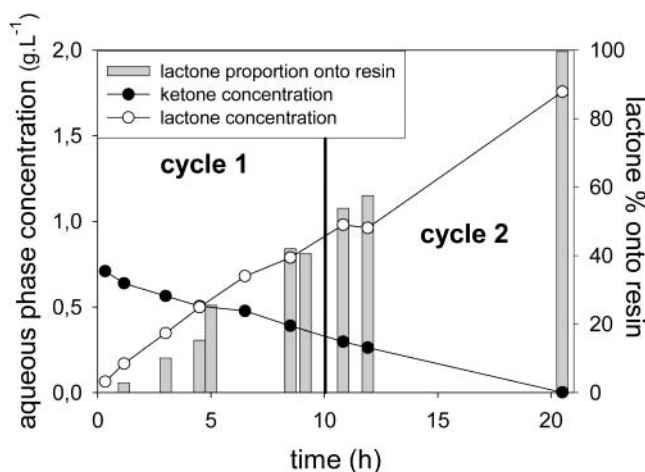 aqueous phase concentration (g.L⁻¹)
2,0
1,5
1,0
0,5
0,0
lactone proportion onto resin
ketone concentration
lactone concentration
cycle 1
cycle 2
100
80
60
40
20
0
lactone % onto resin
0 5 10 15 20
time (h)